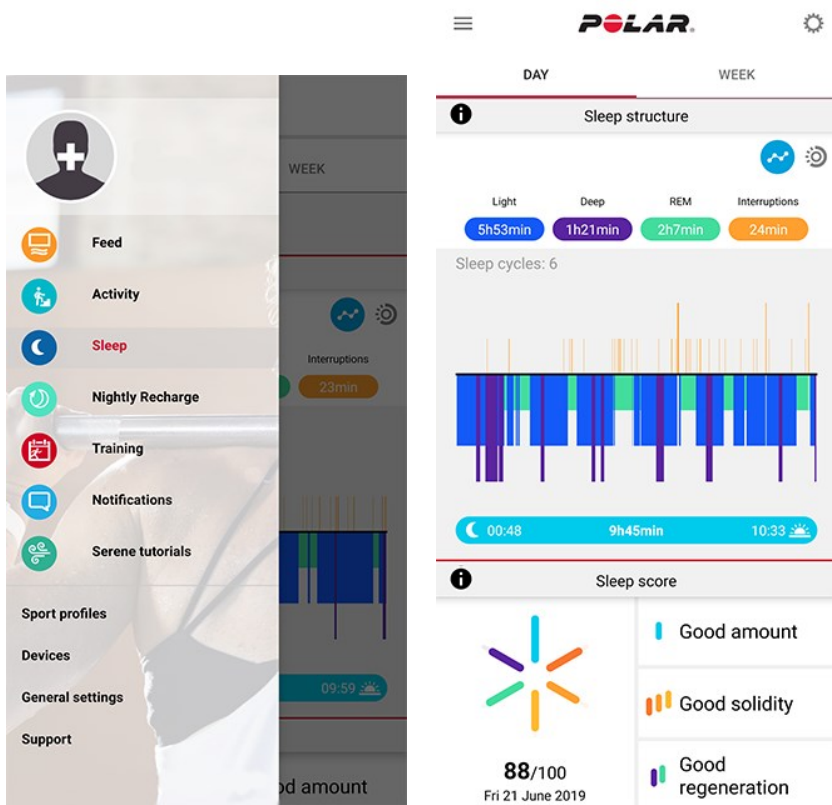 WEEK
Feed
Activity
Sleep
Interruptions
23min
Nightly Recharge
Training
Notifications
Serene tutorials
Sport profiles
Devices
General settings
09:59
Support
od amount
POLAR.
DAY WEEK
Sleep structure
Light Deep REM Interruptions
5h53min 1h21min 2h7min 24min
Sleep cycles: 6
00:48 9h45min 10:33
Sleep score
Good amount
Good solidity
Good
regeneration
88/100
Fri 21 June 2019